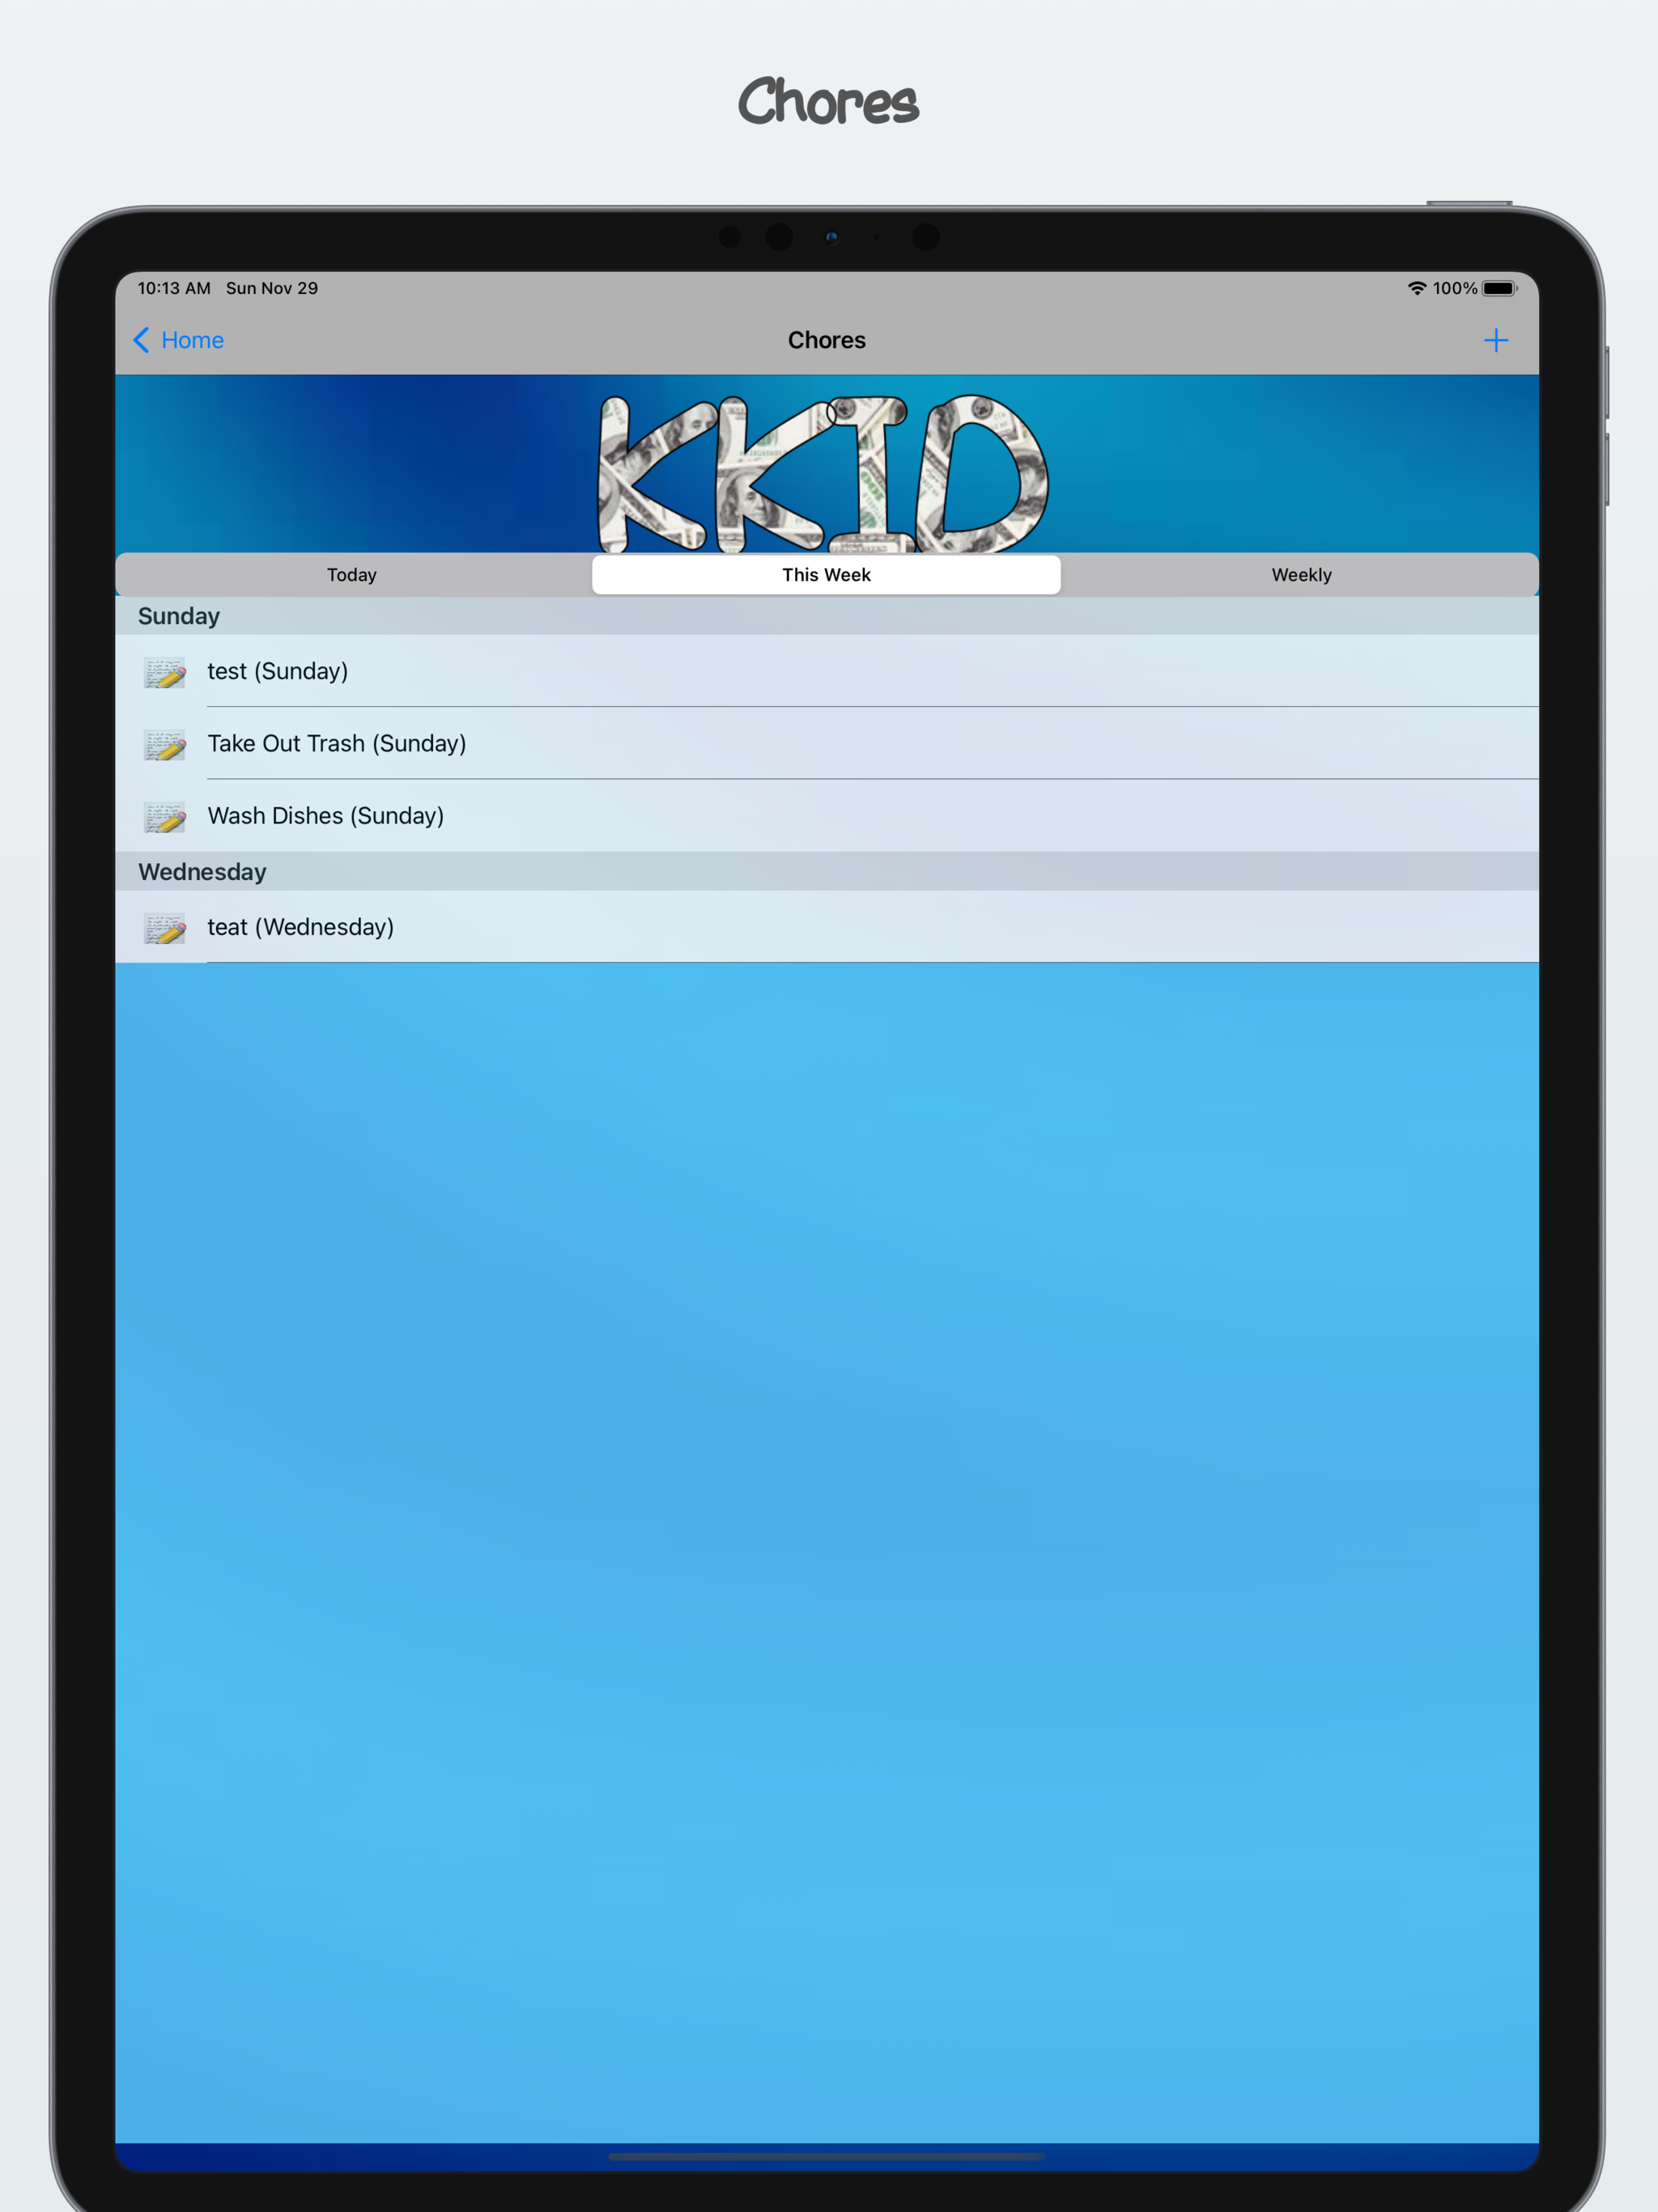 Chores
10:13 AM Sun Nov 29
100%
Home
Chores
KKID
Today
This Week
Weekly
Sunday
test (Sunday)
Take Out Trash (Sunday)
Wash Dishes (Sunday)
Wednesday
teat (Wednesday)